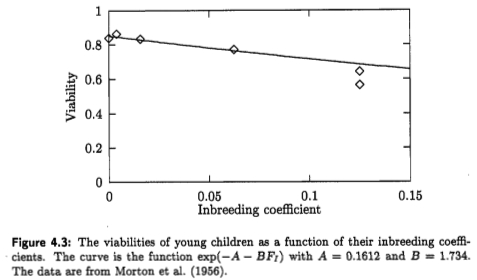 1
0.8
0.6
0.4
0.2
0
Viability
0
0.05
0.1
0.15
Inbreeding coefficient
Figure 4.3: The viabilities of young children as a function of their inbreeding coeffi-
cients. The curve is the function exp(−A − BF_I) with A = 0.1612 and B = 1.734.
The data are from Morton et al. (1956).